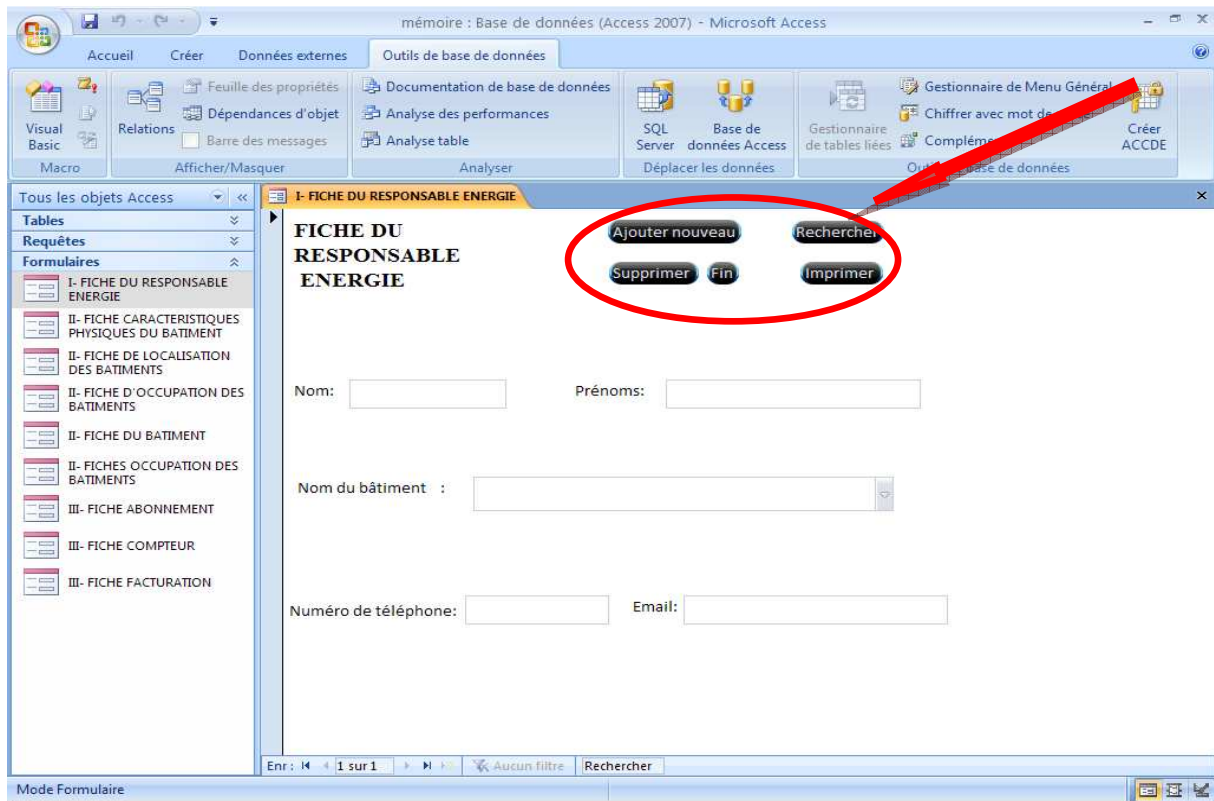 mémoire : Base de données (Access 2007) - Microsoft Access
Accueil Créer Données externes Outils de base de données
Visual Basic
Relations
Feuille des propriétés
Dépendances d'objet
Barre des messages
Documentation de base de données
Analyse des performances
Analyse table
SQL Server
Base de données Access
Gestionnaire de tables liées
Gestionnaire de Menu Général
Chiffrer avec mot de
Créer ACCDE
Macro Afficher/Masquer Analyser Déplacer les données
de données
Tous les objets Access
Tables
Requêtes
Formulaires
I- FICHE DU RESPONSABLE
ENERGIE
II- FICHE CARACTERISTIQUES
PHYSIQUES DU BATIMENT
II- FICHE DE LOCALISATION
DES BATIMENTS
II- FICHE D'OCCUPATION DES
BATIMENTS
II- FICHE DU BATIMENT
II- FICHES OCCUPATION DES
BATIMENTS
III- FICHE ABONNEMENT
III- FICHE COMPTEUR
III- FICHE FACTURATION
I- FICHE DU RESPONSABLE ENERGIE
FICHE DU
RESPONSABLE
ENERGIE
Ajouter nouveau Rechercher
Supprimer Fin Imprimer
Nom: Prénoms:
Nom du bâtiment :
Numéro de téléphone: Email:
Enr : 1 sur 1 Aucun filtre Rechercher
Mode Formulaire